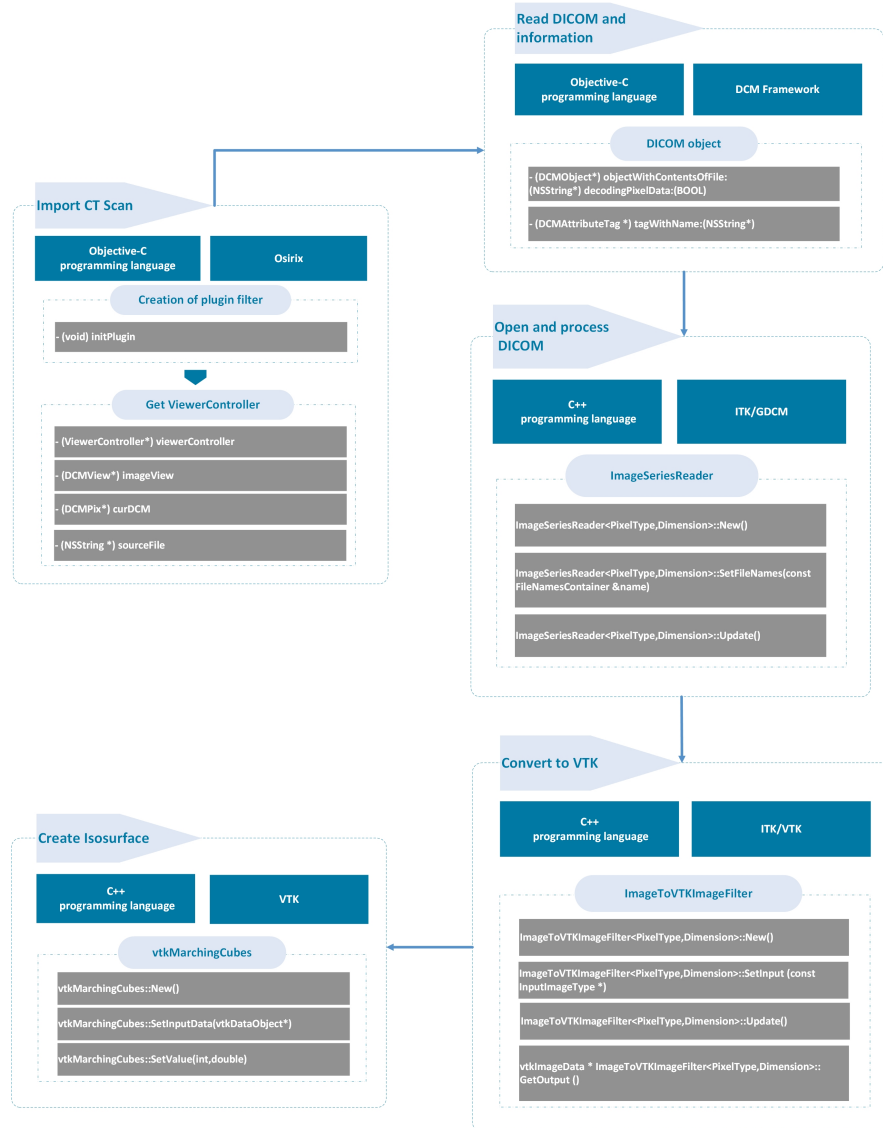 Import CT Scan
Objective-C
programming language
Osirix
Creation of plugin filter
- (void) initPlugin
Get ViewerController
- (ViewerController*) viewerController
- (DCMView*) imageView
- (DCMPix*) curDCM
- (NSString *) sourceFile
Read DICOM and
information
Objective-C
programming language
DCM Framework
DICOM object
- (DCMObject*) objectWithContentsOfFile:
(NSString*) decodingPixelData:(BOOL)
- (DCMAttributeTag *) tagWithName:(NSString*)
Open and process
DICOM
C++
programming language
ITK/GDCM
ImageSeriesReader
ImageSeriesReader<PixelType,Dimension>::New()
ImageSeriesReader<PixelType,Dimension>::SetFileNames(const
FileNamesContainer &name)
ImageSeriesReader<PixelType,Dimension>::Update()
Convert to VTK
C++
programming language
ITK/VTK
ImageToVTKImageFilter
ImageToVTKImageFilter<PixelType,Dimension>::New()
ImageToVTKImageFilter<PixelType,Dimension>::SetInput (const
InputImageType *)
ImageToVTKImageFilter<PixelType,Dimension>::Update()
vtkImageData * ImageToVTKImageFilter<PixelType,Dimension>::
GetOutput ()
Create Isosurface
C++
programming language
VTK
vtkMarchingCubes
vtkMarchingCubes::New()
vtkMarchingCubes::SetInputData(vtkDataObject*)
vtkMarchingCubes::SetValue(int,double)